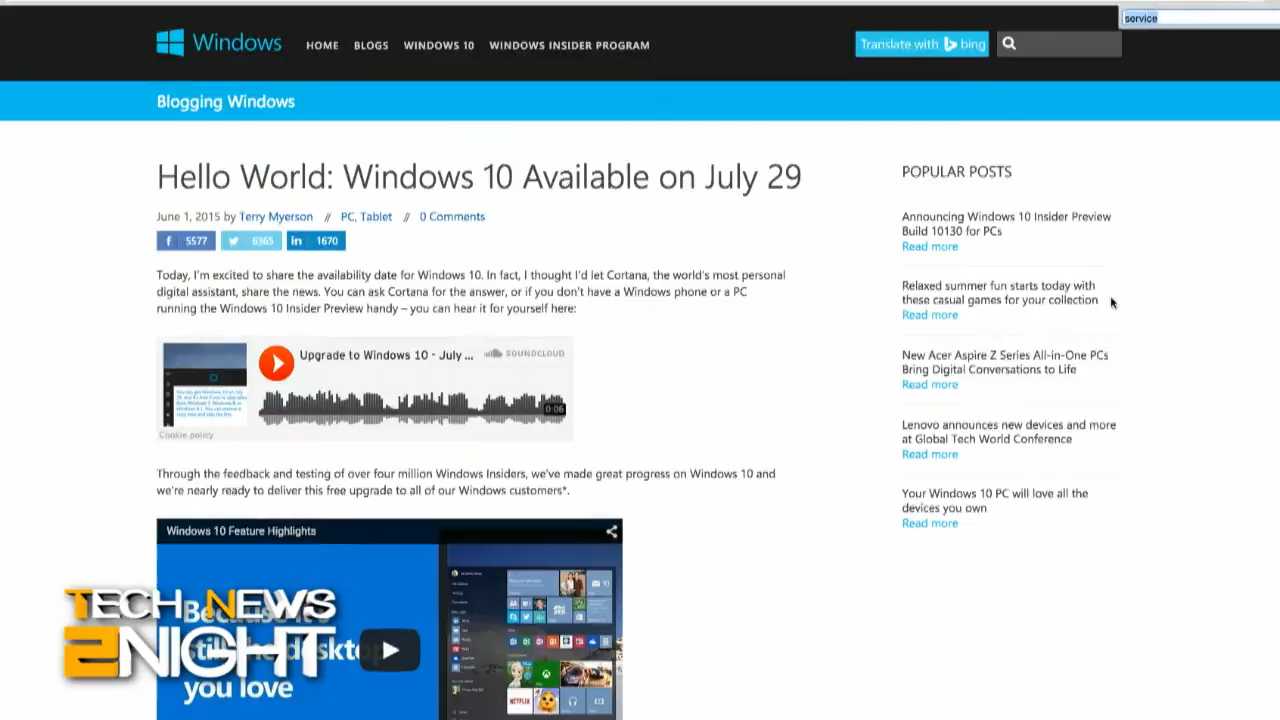 service
Windows
HOME
BLOGS
WINDOWS 10
WINDOWS INSIDER PROGRAM
Translate with bing
Blogging Windows
Hello World: Windows 10 Available on July 29
June 1, 2015 by Terry Myerson // PC, Tablet // 0 Comments
5577
6365
1670
Today, I'm excited to share the availability date for Windows 10. In fact, I thought I'd let Cortana, the world's most personal
digital assistant, share the news. You can ask Cortana for the answer, or if you don't have a Windows phone or a PC
running the Windows 10 Insider Preview handy – you can hear it for yourself here:
Upgrade to Windows 10 - July ...
SOUNDCLOUD
0:06
Cookie policy
Through the feedback and testing of over four million Windows Insiders, we've made great progress on Windows 10 and
we're nearly ready to deliver this free upgrade to all of our Windows customers*.
Windows 10 Feature Highlights
Because it's
still the desktop
you love
NETFLIX
TECH NEWS
2NIGHT
POPULAR POSTS
Announcing Windows 10 Insider Preview
Build 10130 for PCs
Read more
Relaxed summer fun starts today with
these casual games for your collection
Read more
New Acer Aspire Z Series All-in-One PCs
Bring Digital Conversations to Life
Read more
Lenovo announces new devices and more
at Global Tech World Conference
Read more
Your Windows 10 PC will love all the
devices you own
Read more